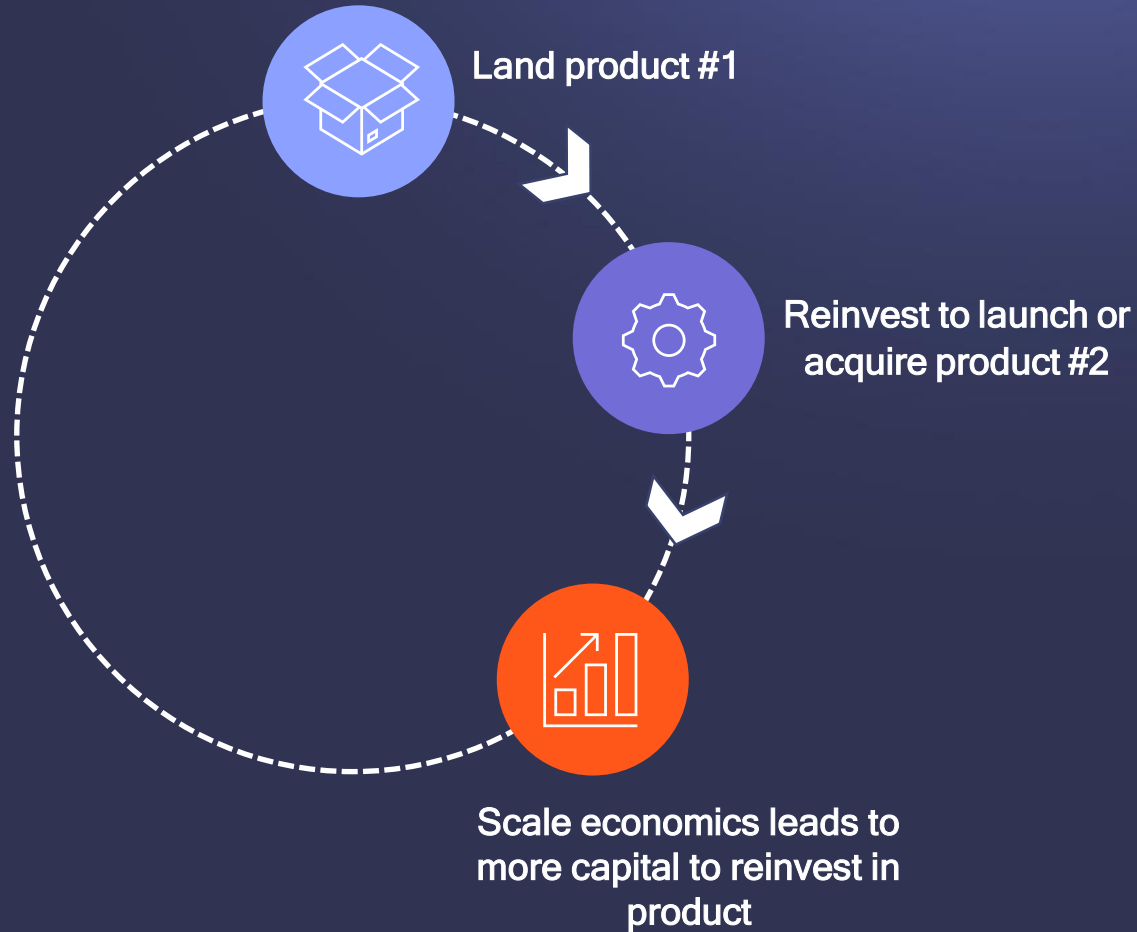 Land product #1
Reinvest to launch or
acquire product #2
Scale economics leads to
more capital to reinvest in
product